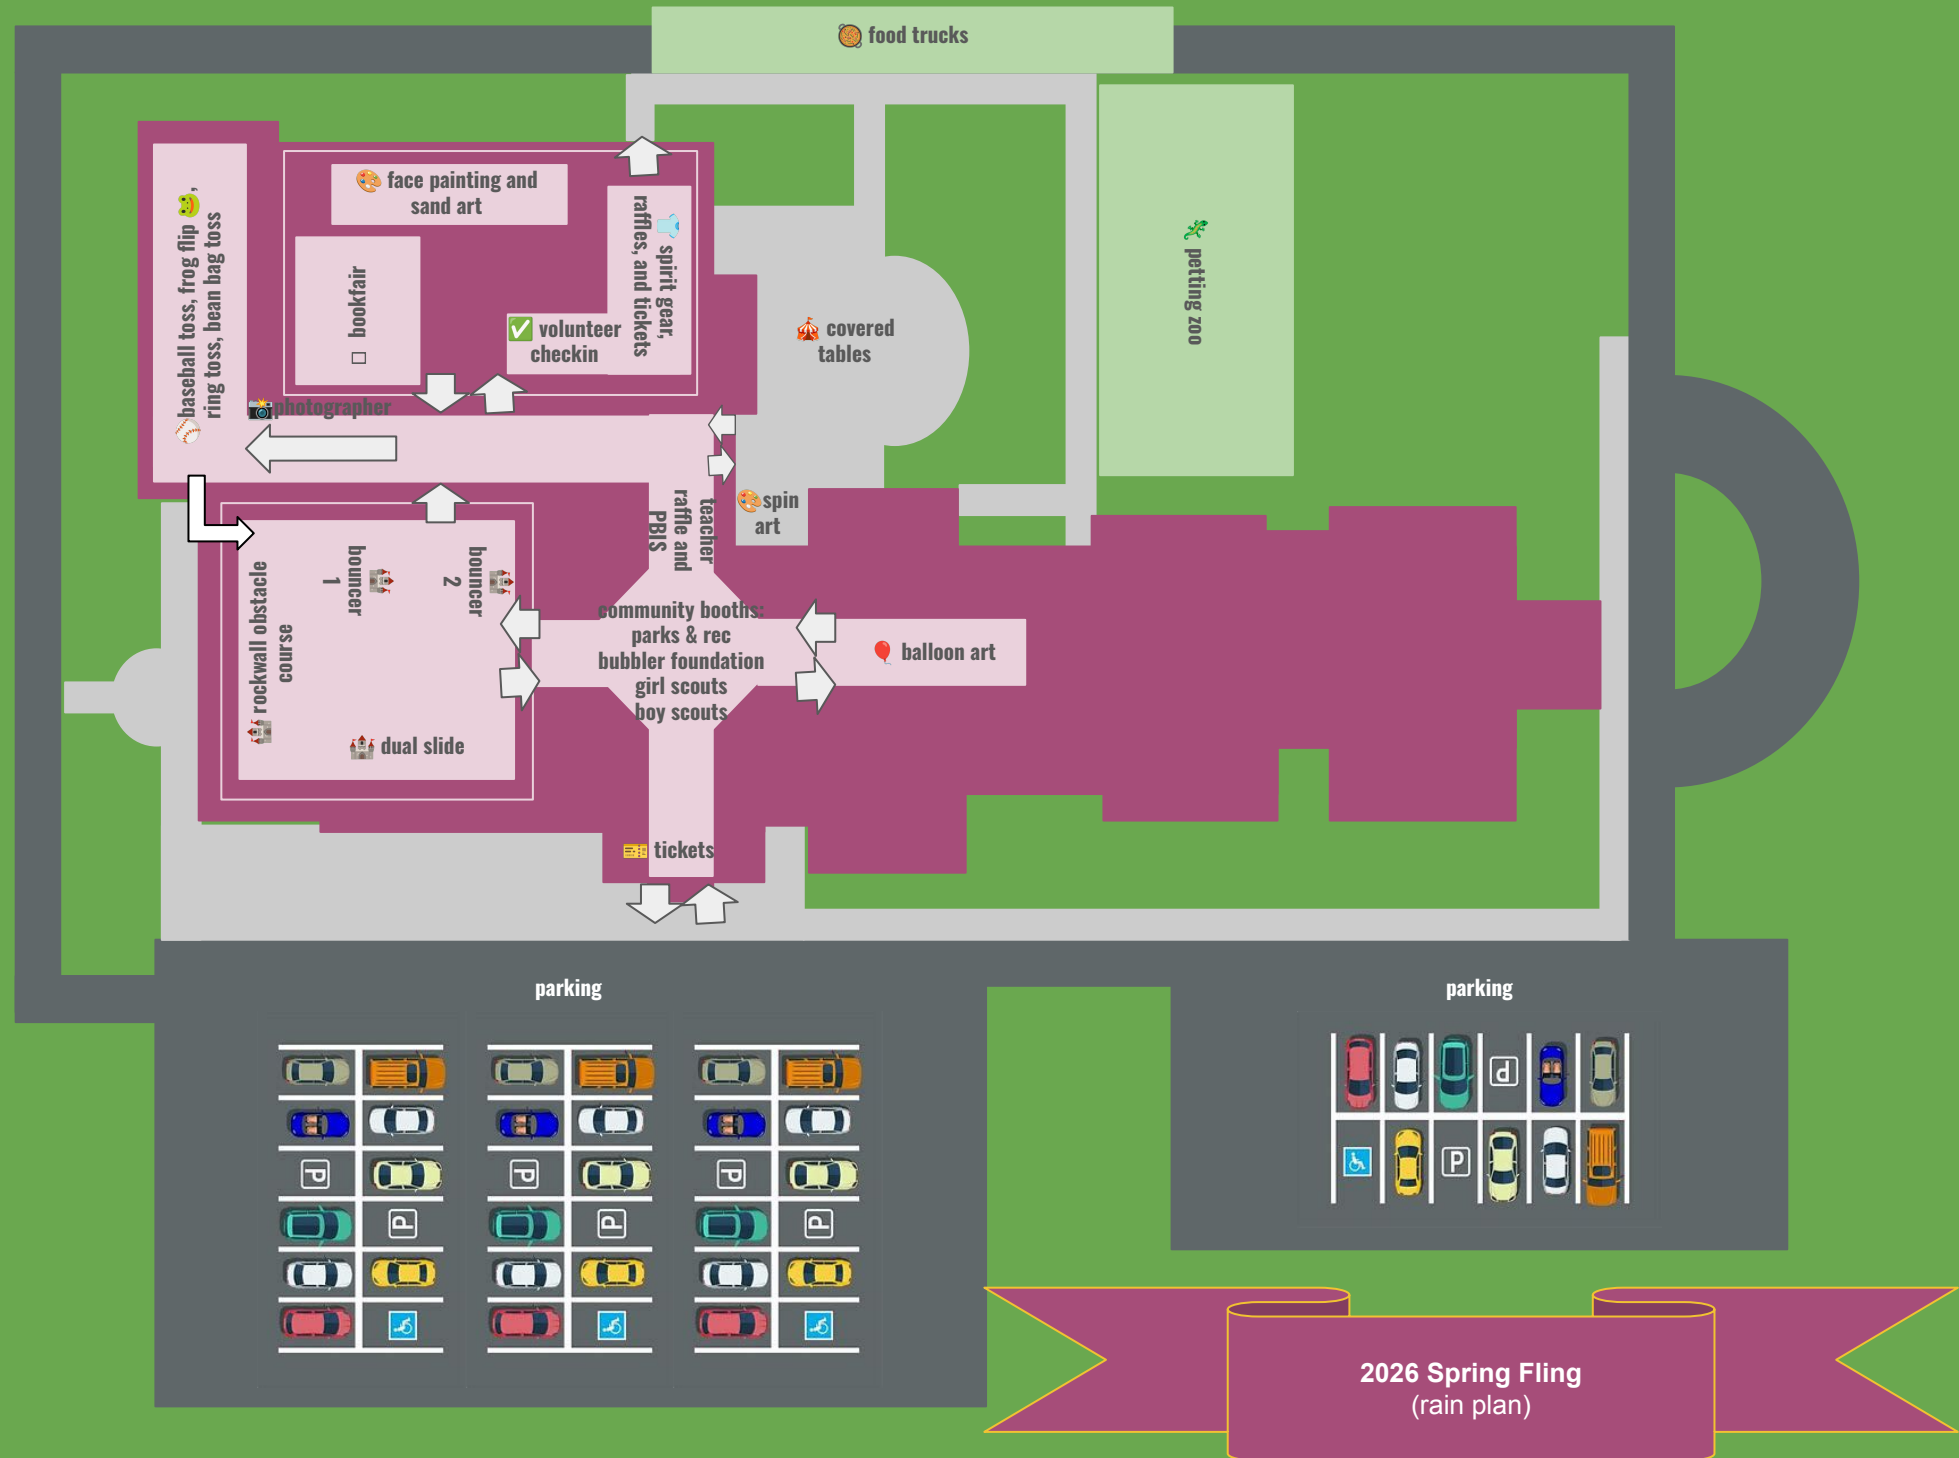 food trucks
face painting and
sand art
baseball toss, frog flip,
ring toss, bean bag toss
bookfair
spirit gear,
raffles, and tickets
volunteer
checkin
covered
tables
petting zoo
photographer
spin
art
teacher
raffle and
PBIS
bouncer
1
bouncer
2
rockwall obstacle
course
dual slide
community booths:
parks & rec
bubbler foundation
girl scouts
boy scouts
balloon art
tickets
parking
parking
P
P
P
P
P
P
P
P
2026 Spring Fling
(rain plan)